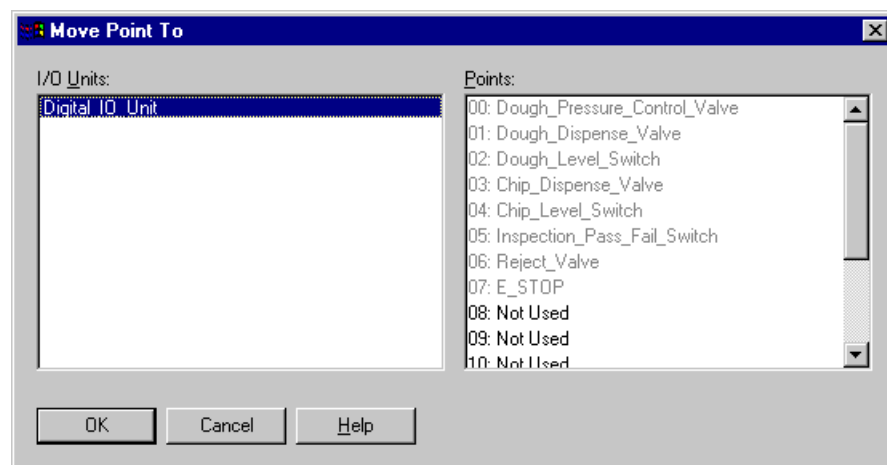 Move Point To
I/O Units:
Digital_IO_Unit
Points:
00: Dough_Pressure_Control_Valve
01: Dough_Dispense_Valve
02: Dough_Level_Switch
03: Chip_Dispense_Valve
04: Chip_Level_Switch
05: Inspection_Pass_Fail_Switch
06: Reject_Valve
07: E_STOP
08: Not Used
09: Not Used
10: Not Used
OK
Cancel
Help